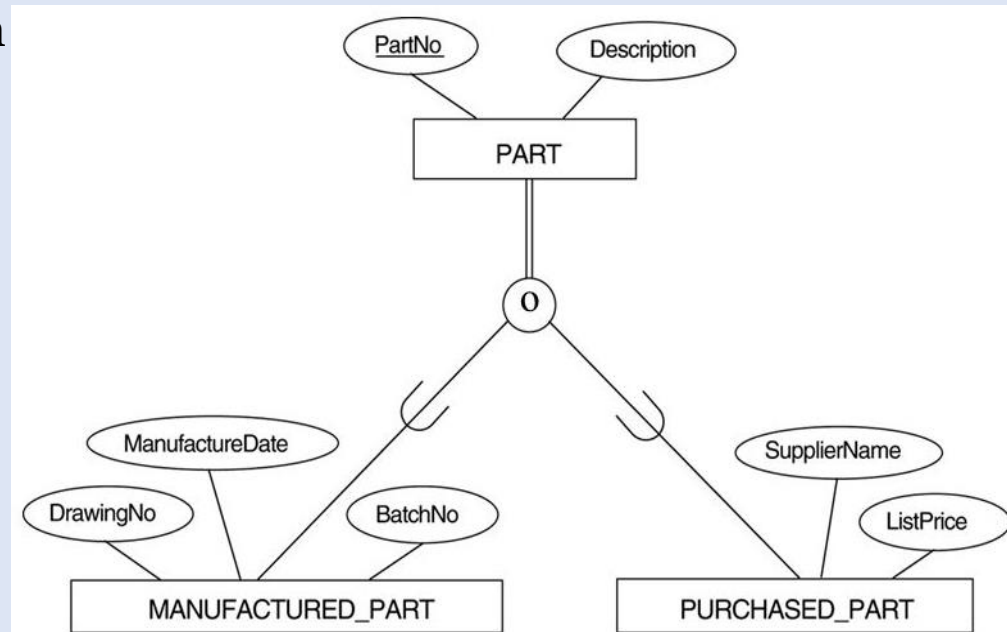 PartNo
Description
PART
o
ManufactureDate
SupplierName
DrawingNo
BatchNo
ListPrice
MANUFACTURED_PART
PURCHASED_PART